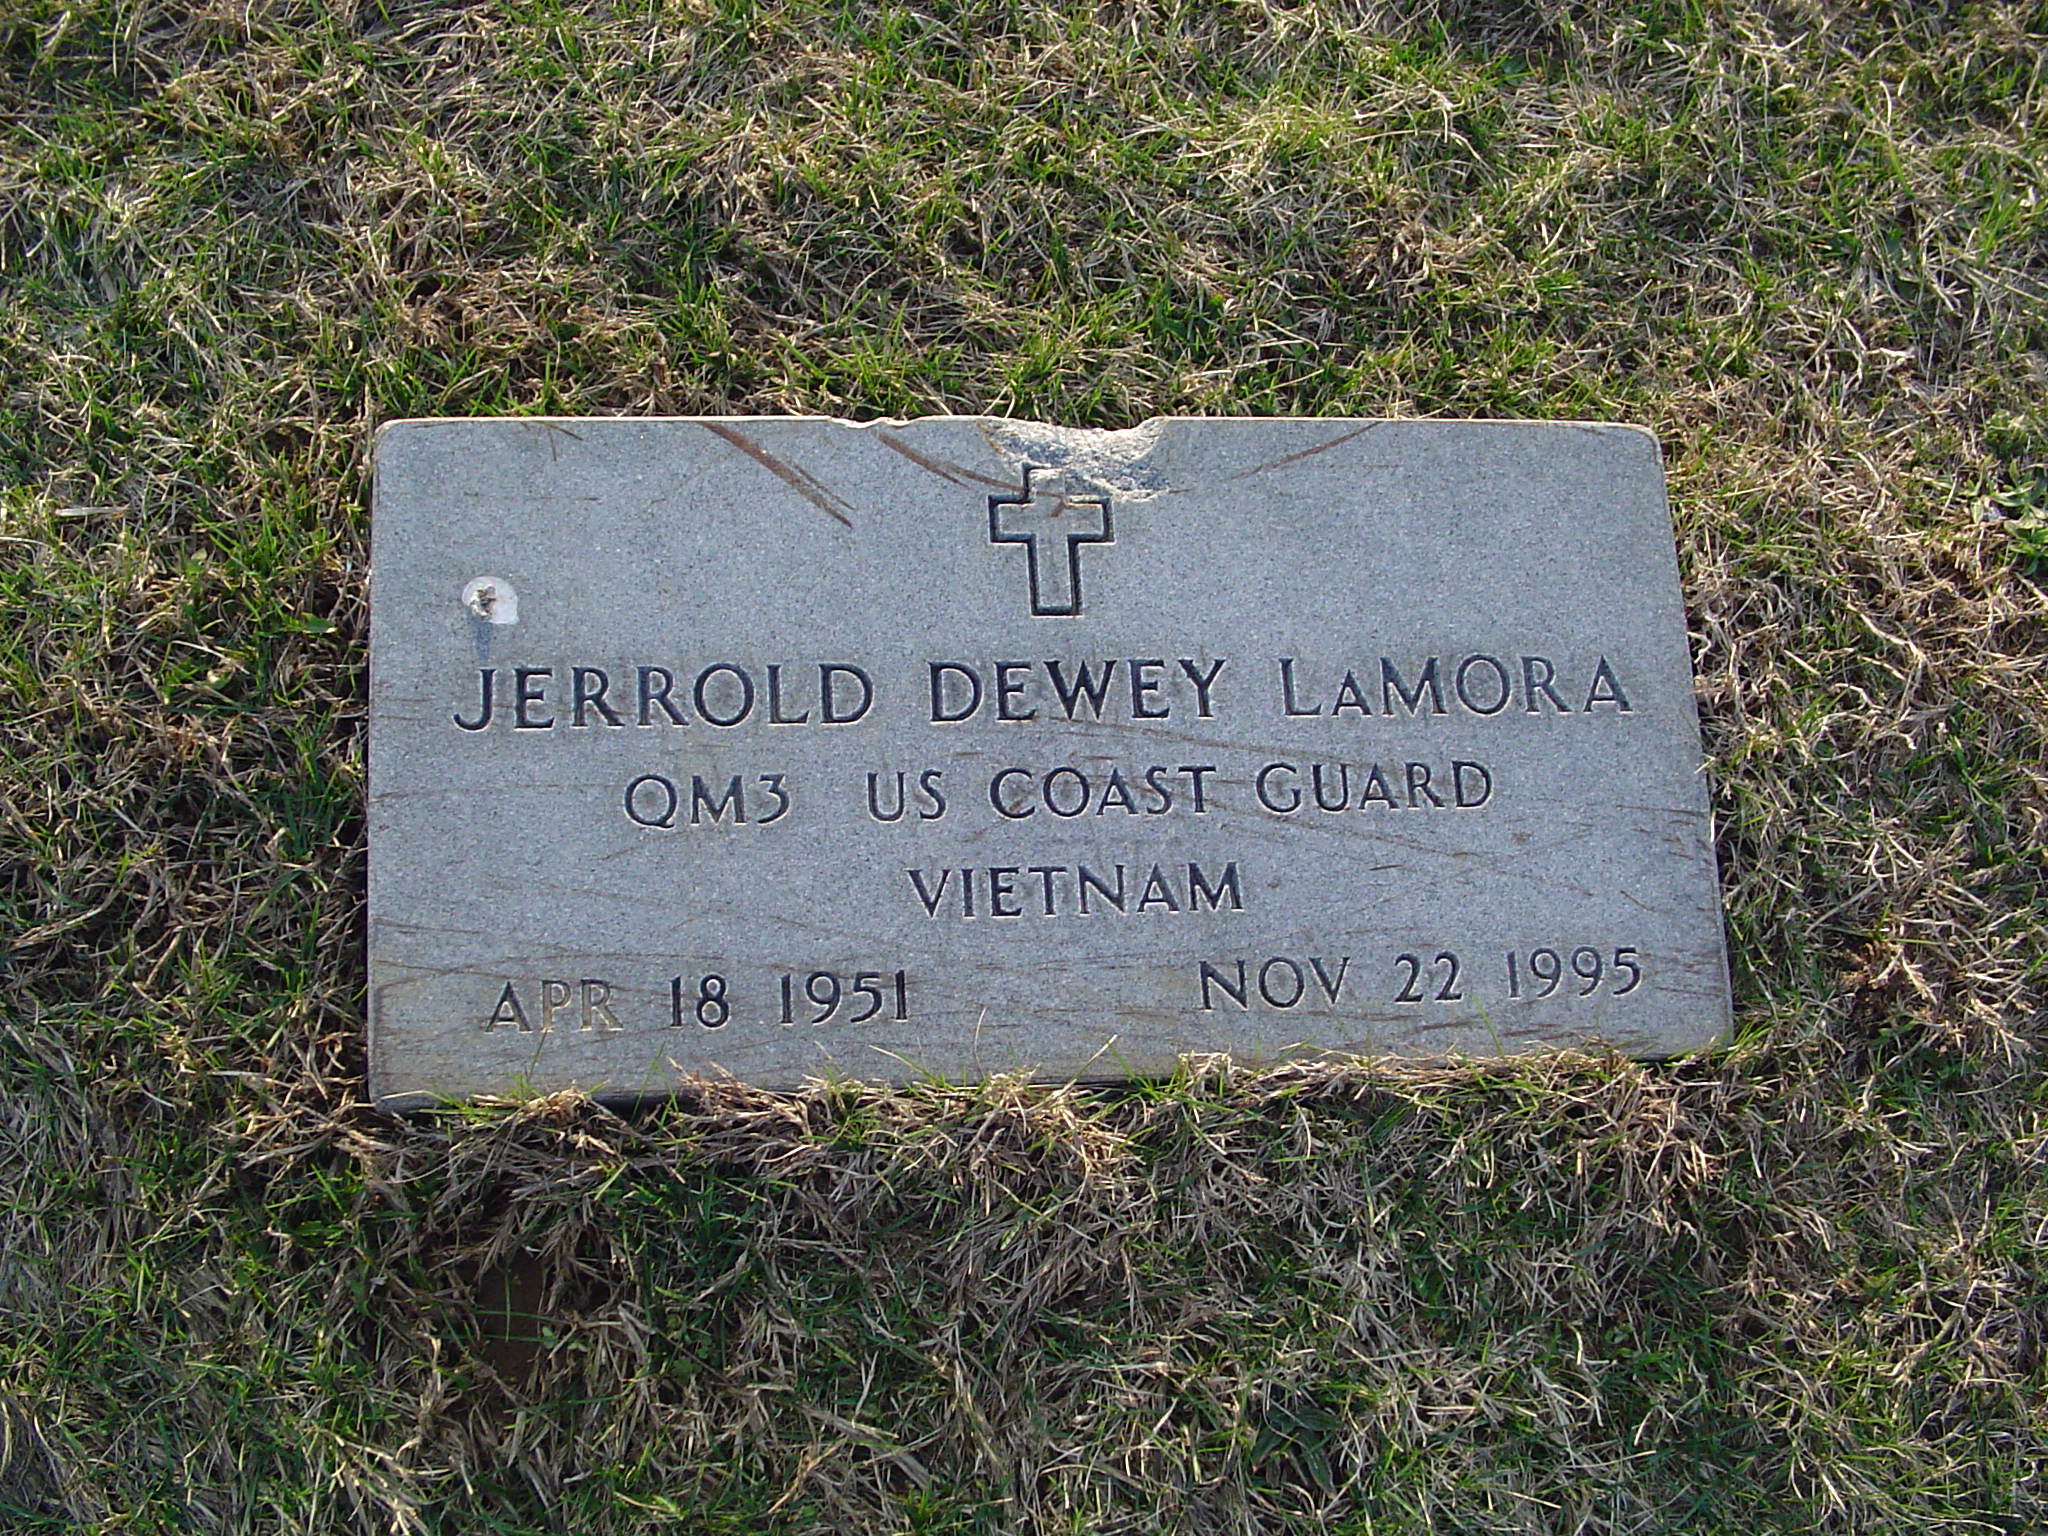 JERROLD DEWEY LAMORA
QM3 US COAST GUARD
VIETNAM
APR 18 1951 NOV 22 1995